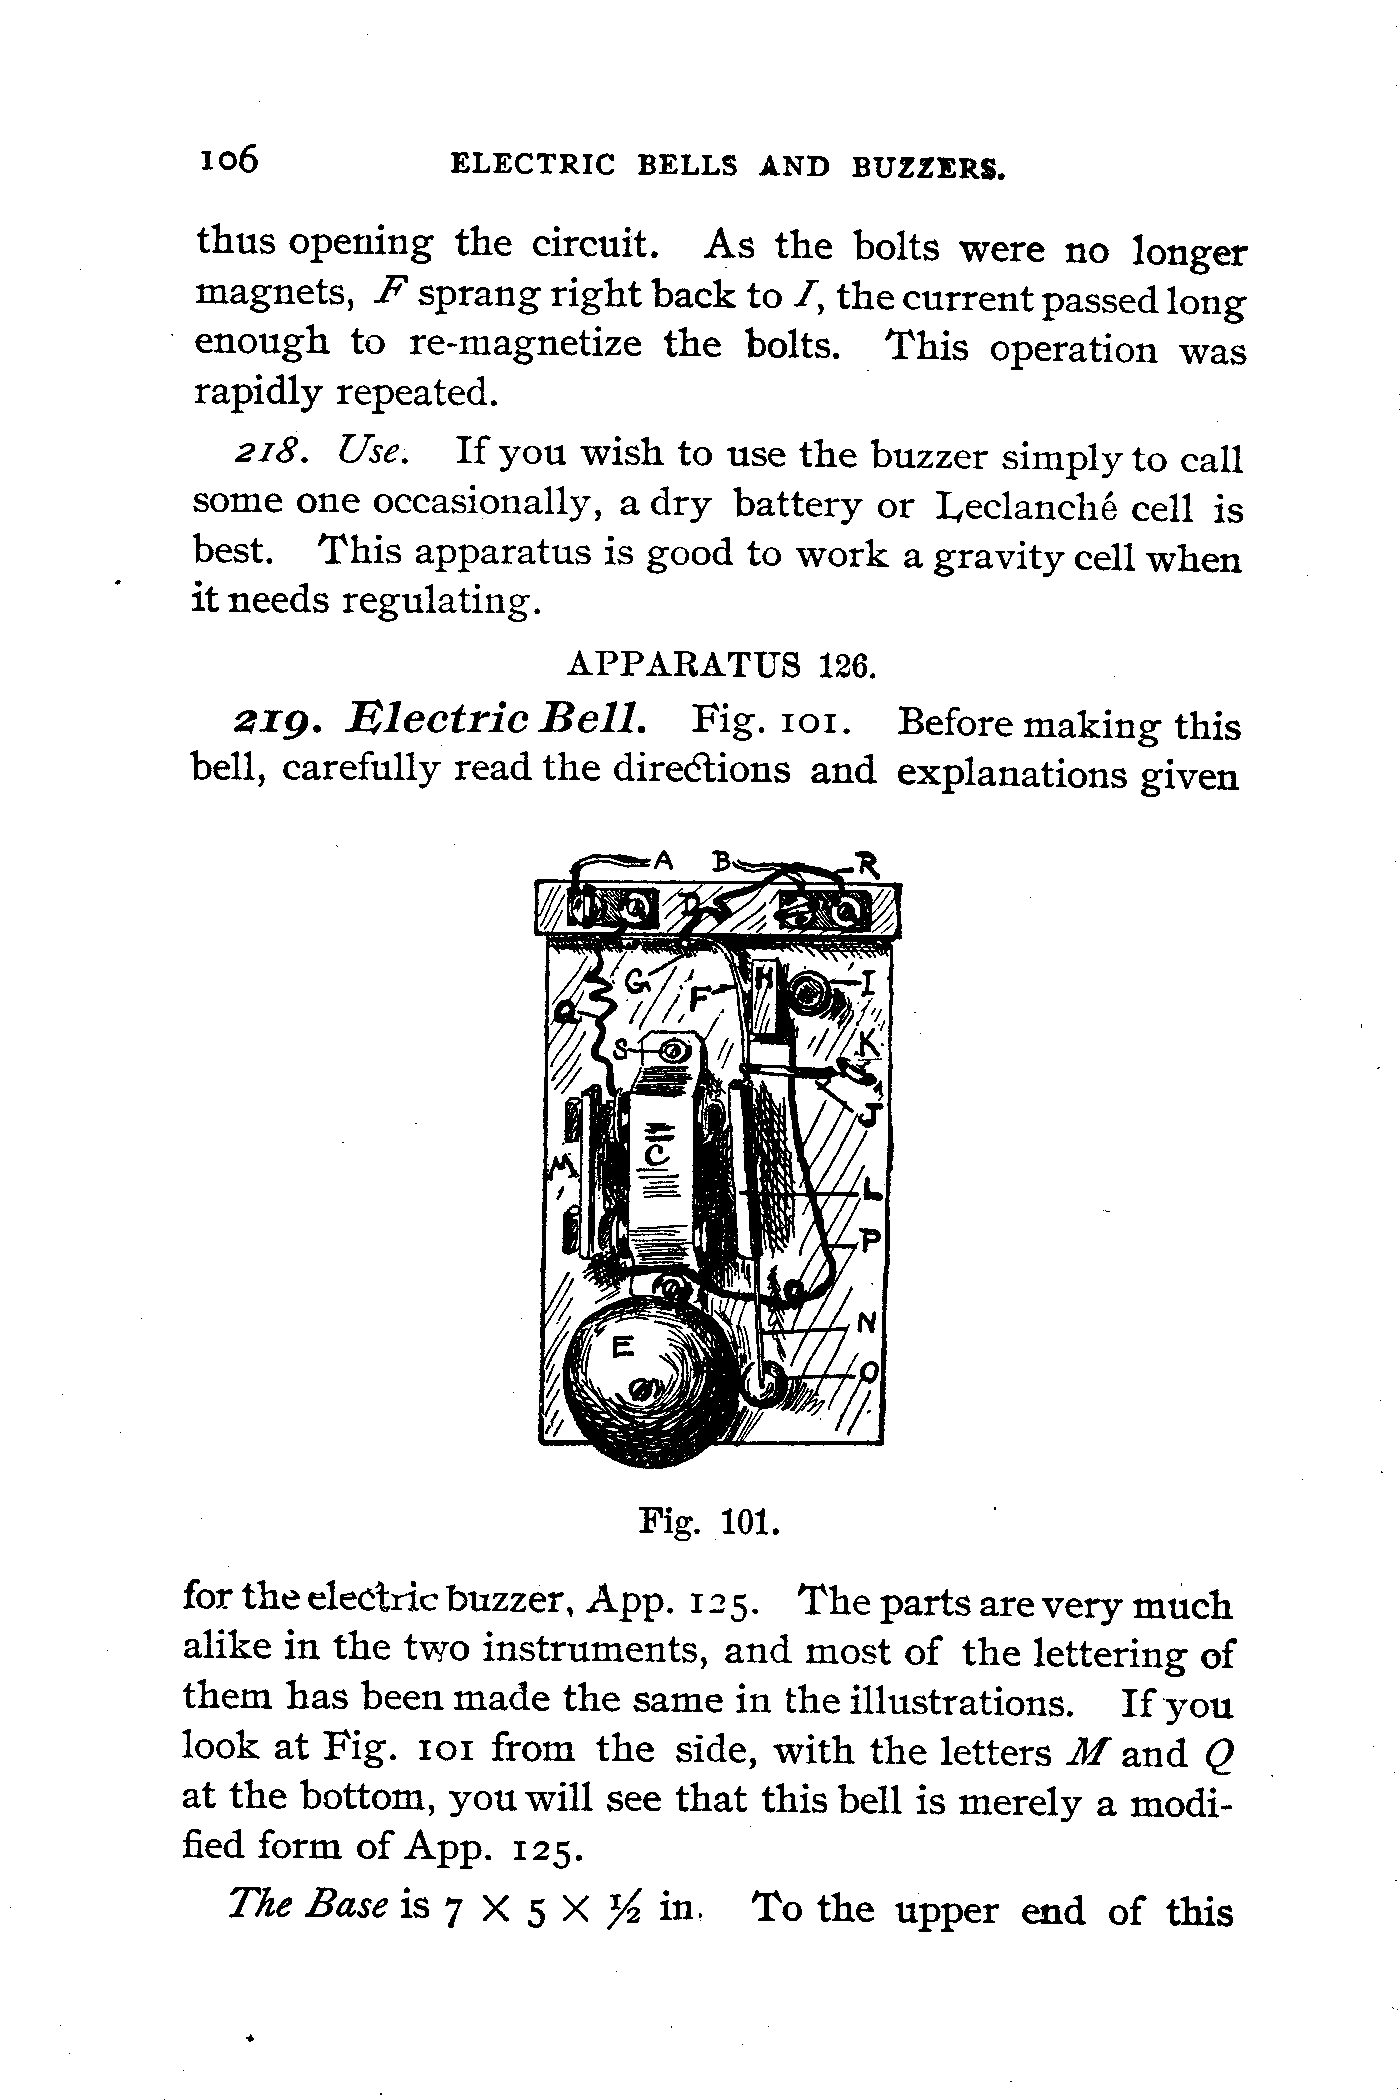 106 ELECTRIC BELLS AND BUZZERS.
thus opening the circuit. As the bolts were no longer
magnets, F sprang right back to I, the current passed long
enough to re-magnetize the bolts. This operation was
rapidly repeated.
218. Use. If you wish to use the buzzer simply to call
some one occasionally, a dry battery or Leclanché cell is
best. This apparatus is good to work a gravity cell when
it needs regulating.
APPARATUS 126.
219. Electric Bell. Fig. 101. Before making this
bell, carefully read the directions and explanations given
A B R
D
G H I
F
Q
S K
J
C
M
L
P
N
E
O
Fig. 101.
for the electric buzzer, App. 125. The parts are very much
alike in the two instruments, and most of the lettering of
them has been made the same in the illustrations. If you
look at Fig. 101 from the side, with the letters M and Q
at the bottom, you will see that this bell is merely a modi-
fied form of App. 125.
The Base is 7 X 5 X ½ in. To the upper end of this